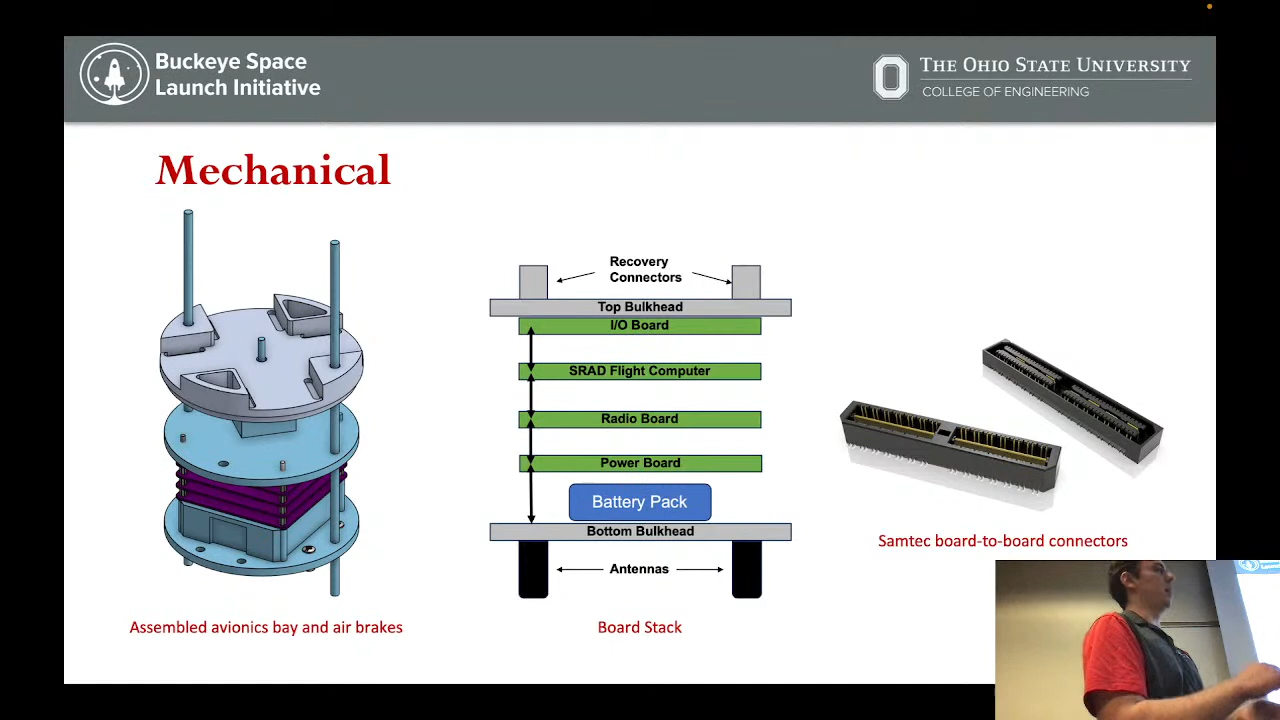 Buckeye Space
Launch Initiative
THE OHIO STATE UNIVERSITY
COLLEGE OF ENGINEERING
Mechanical
Recovery
Connectors
Top Bulkhead
I/O Board
SRAD Flight Computer
Radio Board
Power Board
Battery Pack
Bottom Bulkhead
Antennas
Samtec board-to-board connectors
Assembled avionics bay and air brakes
Board Stack